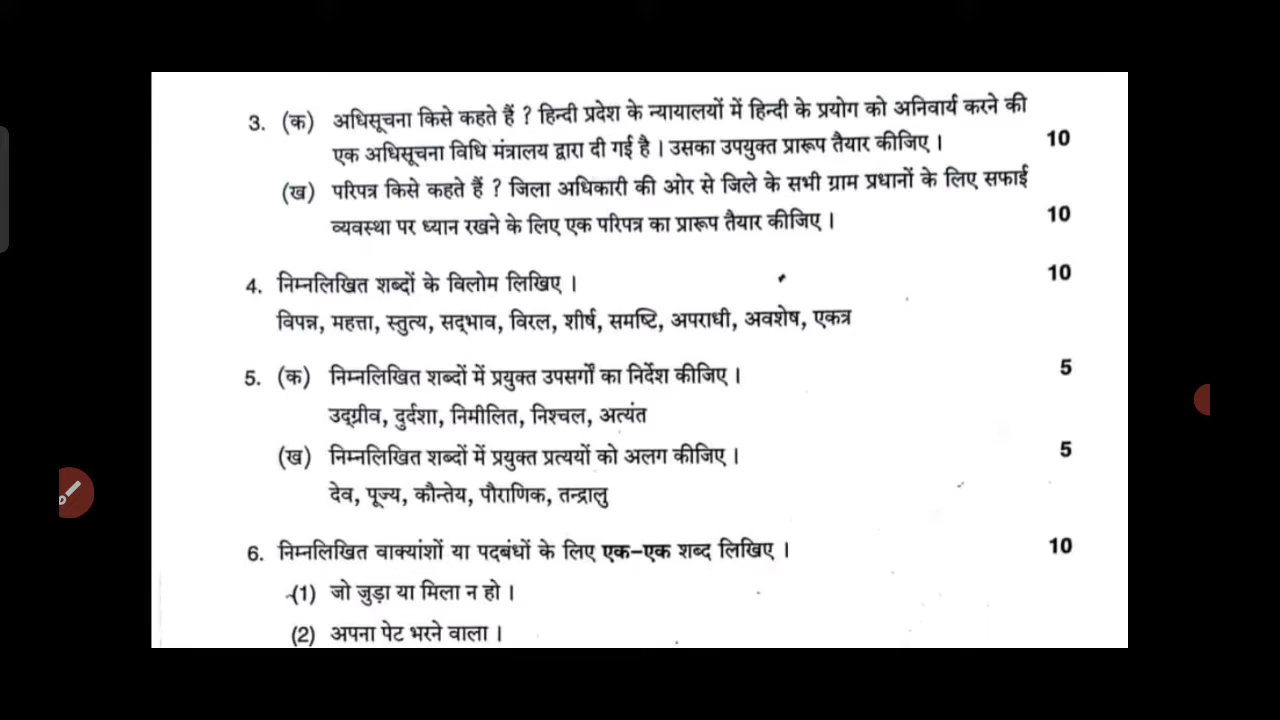 3. (क) अधिसूचना किसे कहते हैं ? हिन्दी प्रदेश के न्यायालयों में हिन्दी के प्रयोग को अनिवार्य करने की
एक अधिसूचना विधि मंत्रालय द्वारा दी गई है । उसका उपयुक्त प्रारूप तैयार कीजिए । 10
(ख) परिपत्र किसे कहते हैं ? जिला अधिकारी की ओर से जिले के सभी ग्राम प्रधानों के लिए सफाई
व्यवस्था पर ध्यान रखने के लिए एक परिपत्र का प्रारूप तैयार कीजिए । 10
4. निम्नलिखित शब्दों के विलोम लिखिए । 10
विपन्न, महत्ता, स्तुत्य, सद्‌भाव, विरल, शीर्ष, समष्टि, अपराधी, अवशेष, एकत्र
5. (क) निम्नलिखित शब्दों में प्रयुक्त उपसर्गों का निर्देश कीजिए । 5
उद्‌ग्रीव, दुर्दशा, निमीलित, निश्चल, अत्यंत
(ख) निम्नलिखित शब्दों में प्रयुक्त प्रत्ययों को अलग कीजिए । 5
देव, पूज्य, कौन्तेय, पौराणिक, तन्द्रालु
6. निम्नलिखित वाक्यांशों या पदबंधों के लिए एक-एक शब्द लिखिए । 10
(1) जो जुड़ा या मिला न हो ।
(2) अपना पेट भरने वाला ।